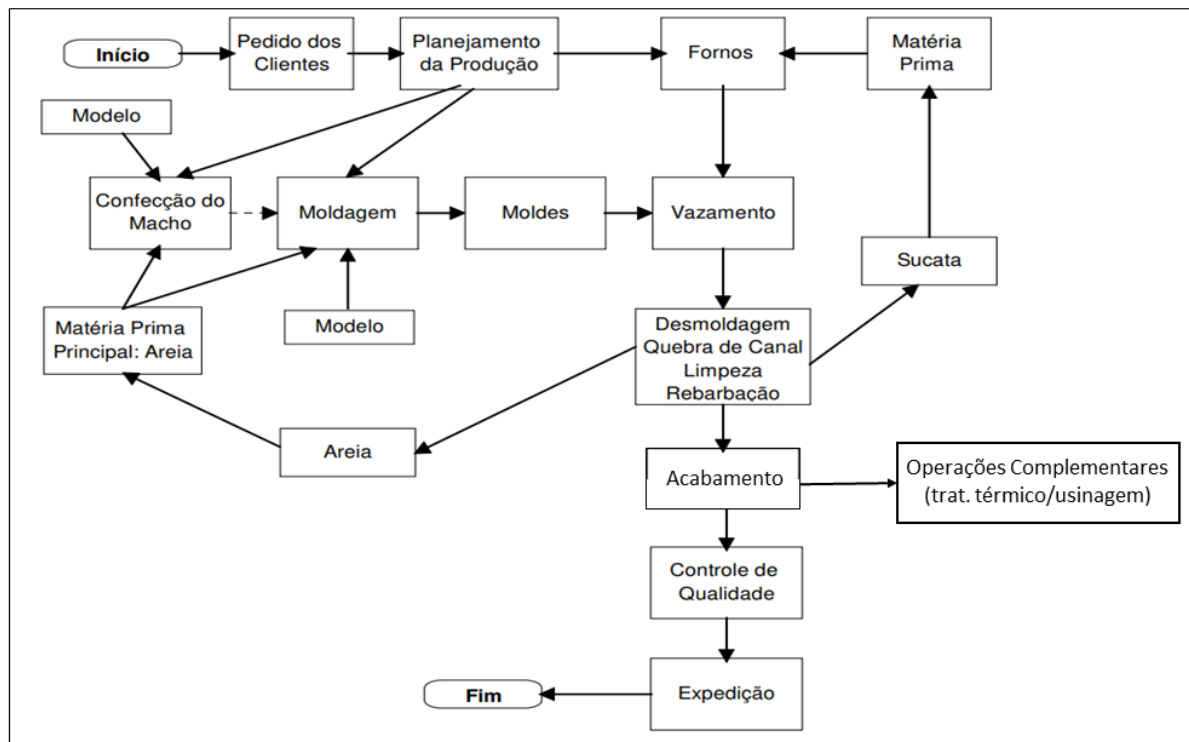 Início
Pedido dos
Clientes
Planejamento
da Produção
Fornos
Matéria
Prima
Modelo
Confecção do
Macho
Moldagem
Moldes
Vazamento
Sucata
Matéria Prima
Principal: Areia
Modelo
Desmoldagem
Quebra de Canal
Limpeza
Rebarbação
Areia
Acabamento
Operações Complementares
(trat. térmico/usinagem)
Controle de
Qualidade
Expedição
Fim